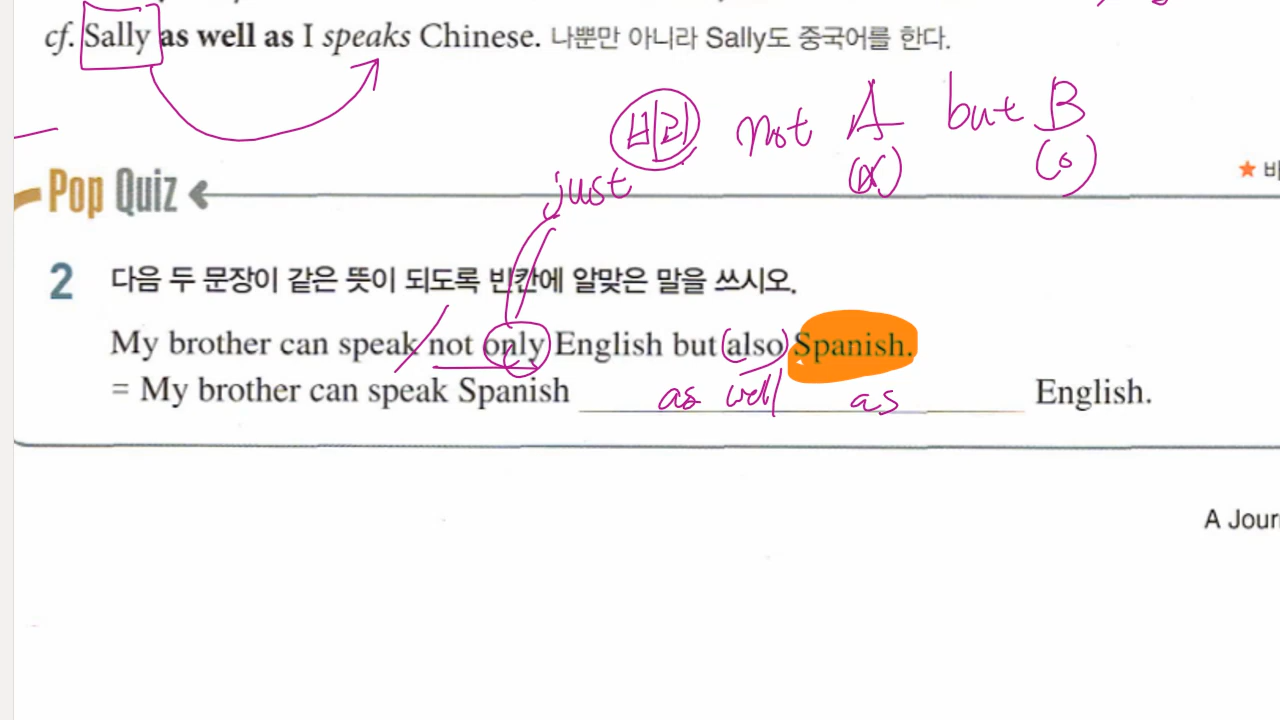 cf. Sally as well as I speaks Chinese. 나뿐만 아니라 Sally도 중국어를 한다.
비교 not A but B
(X) (o)
just
Pop Quiz
2 다음 두 문장이 같은 뜻이 되도록 빈칸에 알맞은 말을 쓰시오.
My brother can speak not only English but (also) Spanish.
= My brother can speak Spanish as well as English.
A Jour